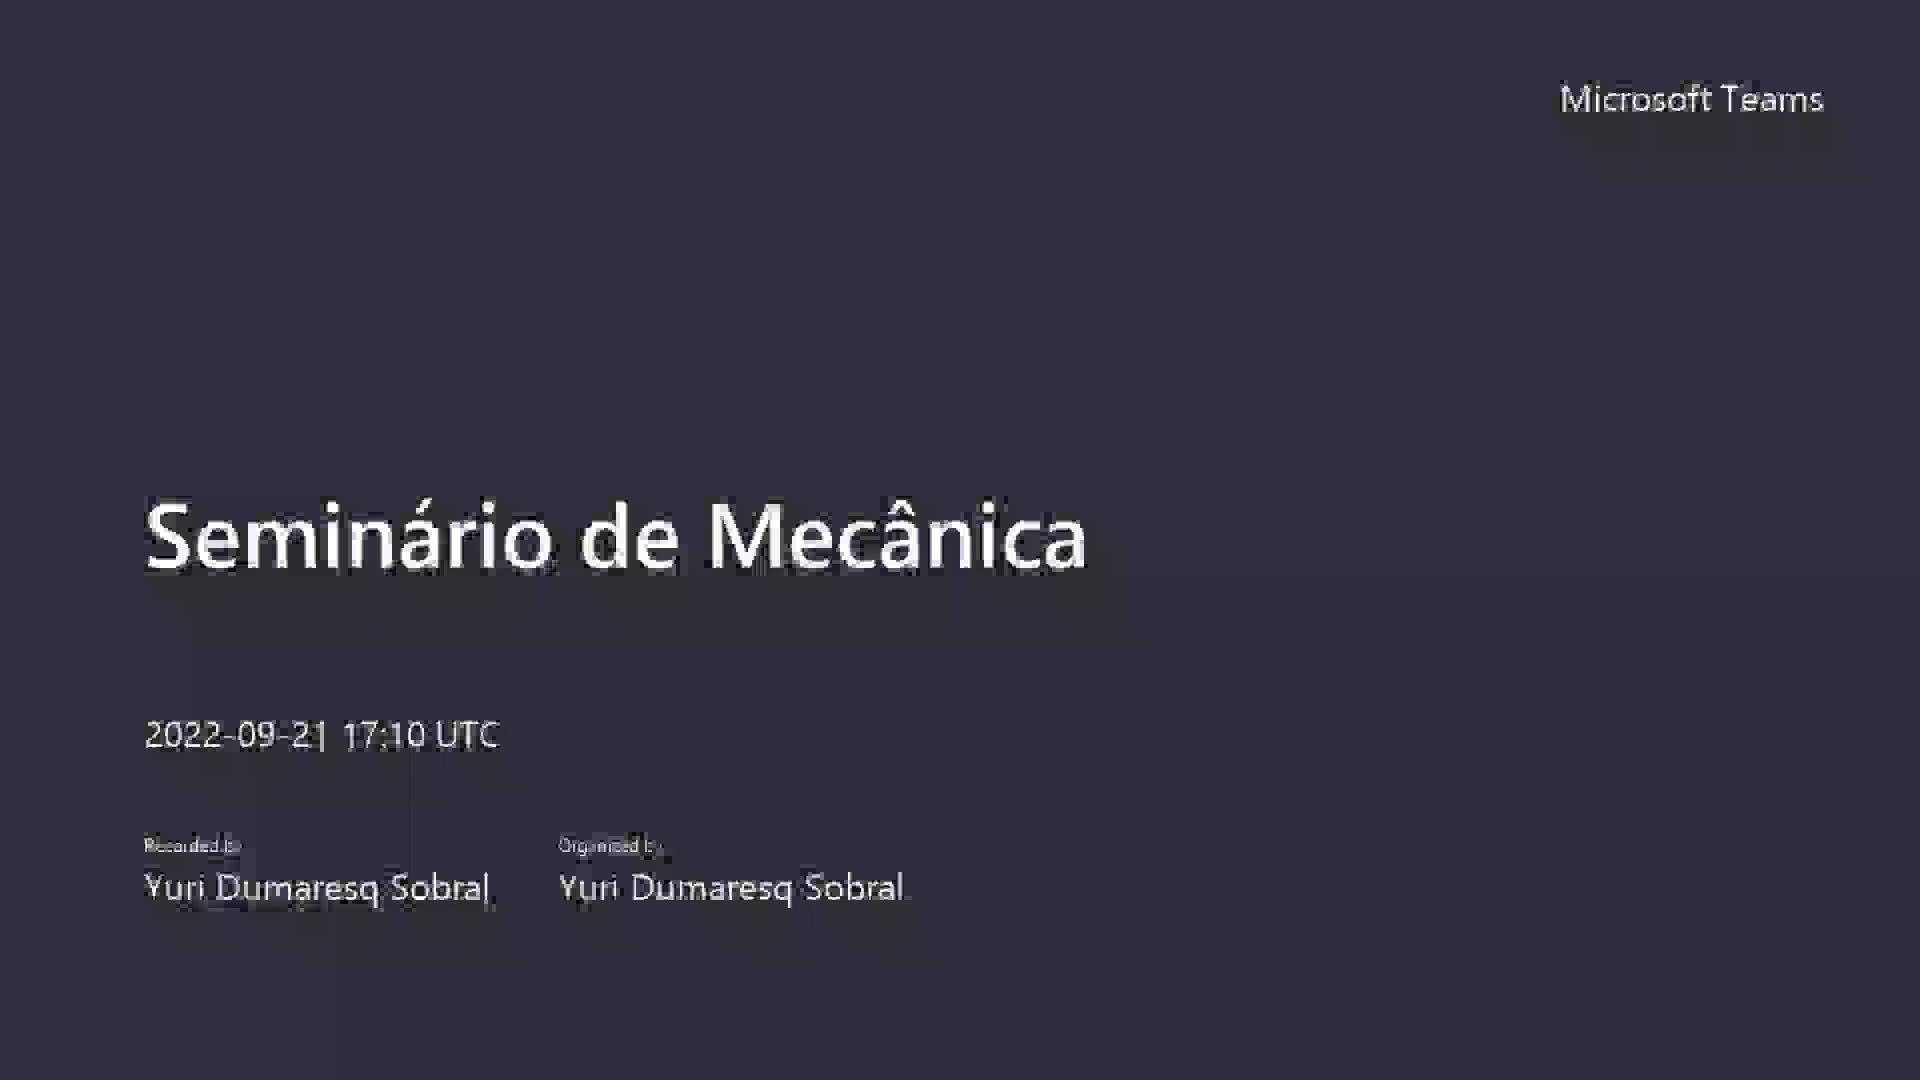 Microsoft Teams
Seminário de Mecânica
2022-09-21 17:10 UTC
Recorded by
Organized by
Yuri Dumaresq Sobral
Yuri Dumaresq Sobral